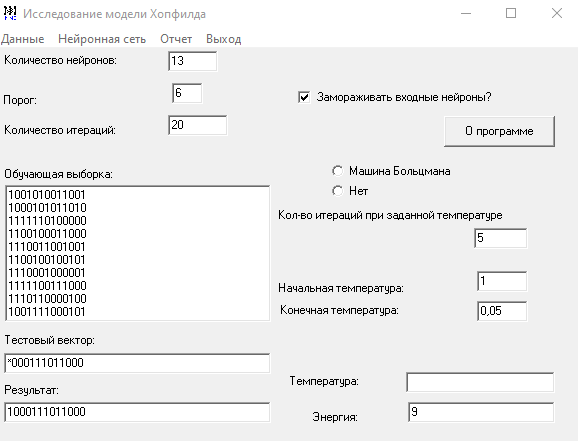 Исследование модели Хопфилда
Данные Нейронная сеть Отчет Выход
Количество нейронов: 13
Порог: 6
Замораживать входные нейроны?
Количество итераций: 20
О программе
Обучающая выборка:
Машина Больцмана
Нет
1001010011001
1000101011010
1111110100000
1100100011000
1110011001001
1100100100101
1110001000001
1111100111000
1110110000100
1001111000101
Кол-во итераций при заданной температуре
5
Начальная температура: 1
Конечная температура: 0,05
Тестовый вектор:
*000111011000
Результат:
1000111011000
Температура:
Энергия: 9